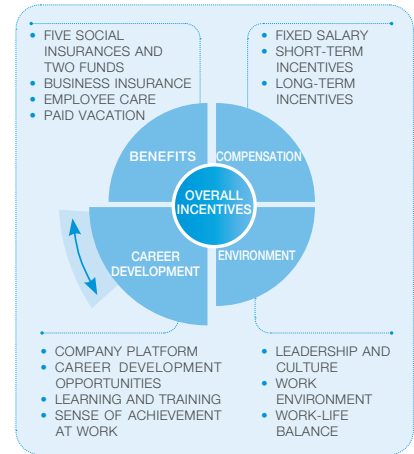 • FIVE SOCIAL
INSURANCES AND
TWO FUNDS
• BUSINESS INSURANCE
• EMPLOYEE CARE
• PAID VACATION
• FIXED SALARY
• SHORT-TERM
INCENTIVES
• LONG-TERM
INCENTIVES
BENEFITS
COMPENSATION
OVERALL
INCENTIVES
CAREER
DEVELOPMENT
ENVIRONMENT
• COMPANY PLATFORM
• CAREER DEVELOPMENT
OPPORTUNITIES
• LEARNING AND TRAINING
• SENSE OF ACHIEVEMENT
AT WORK
• LEADERSHIP AND
CULTURE
• WORK
ENVIRONMENT
• WORK-LIFE
BALANCE